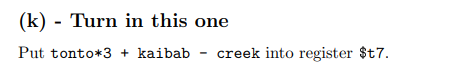 (k) - Turn in this one
Put tonto*3 + kaibab - creek into register $t7.